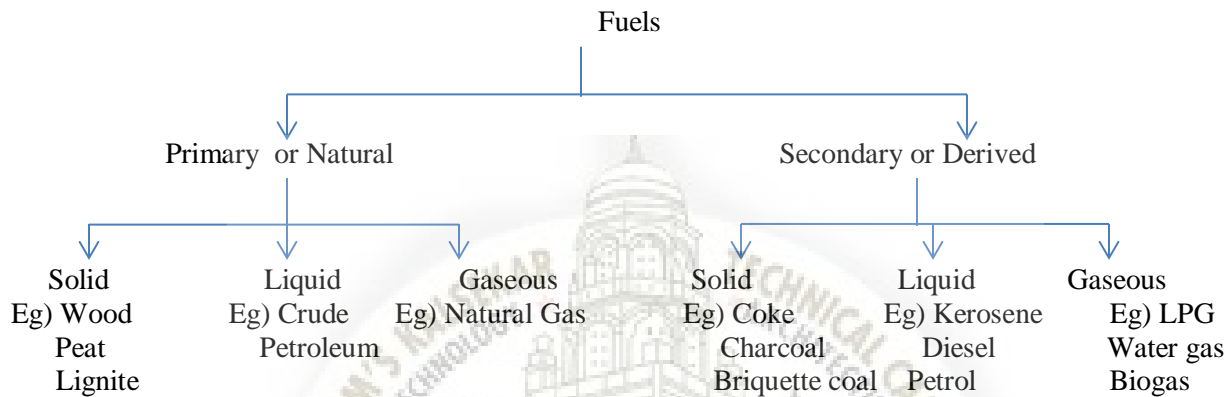 Fuels
Primary or Natural
Secondary or Derived
Solid
Eg) Wood
Peat
Lignite
Liquid
Eg) Crude
Petroleum
Gaseous
Eg) Natural Gas
Solid
Eg) Coke
Charcoal
Briquette coal
Liquid
Eg) Kerosene
Diesel
Petrol
Gaseous
Eg) LPG
Water gas
Biogas